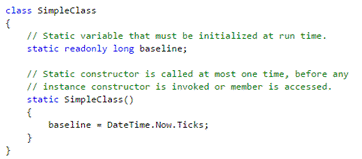 class SimpleClass
{
    // Static variable that must be initialized at run time.
    static readonly long baseline;

    // Static constructor is called at most one time, before any
    // instance constructor is invoked or member is accessed.
    static SimpleClass()
    {
        baseline = DateTime.Now.Ticks;
    }
}